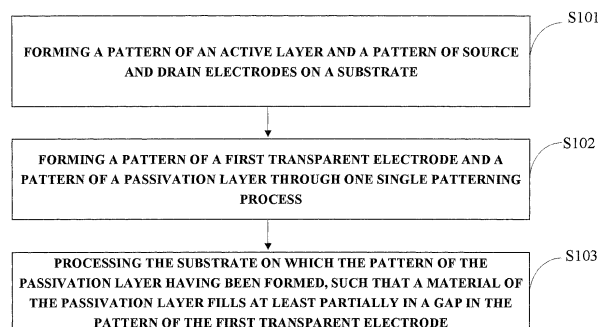 S101
FORMING A PATTERN OF AN ACTIVE LAYER AND A PATTERN OF SOURCE
AND DRAIN ELECTRODES ON A SUBSTRATE
S102
FORMING A PATTERN OF A FIRST TRANSPARENT ELECTRODE AND A
PATTERN OF A PASSIVATION LAYER THROUGH ONE SINGLE PATTERNING
PROCESS
S103
PROCESSING THE SUBSTRATE ON WHICH THE PATTERN OF THE
PASSIVATION LAYER HAVING BEEN FORMED, SUCH THAT A MATERIAL OF
THE PASSIVATION LAYER FILLS AT LEAST PARTIALLY IN A GAP IN THE
PATTERN OF THE FIRST TRANSPARENT ELECTRODE